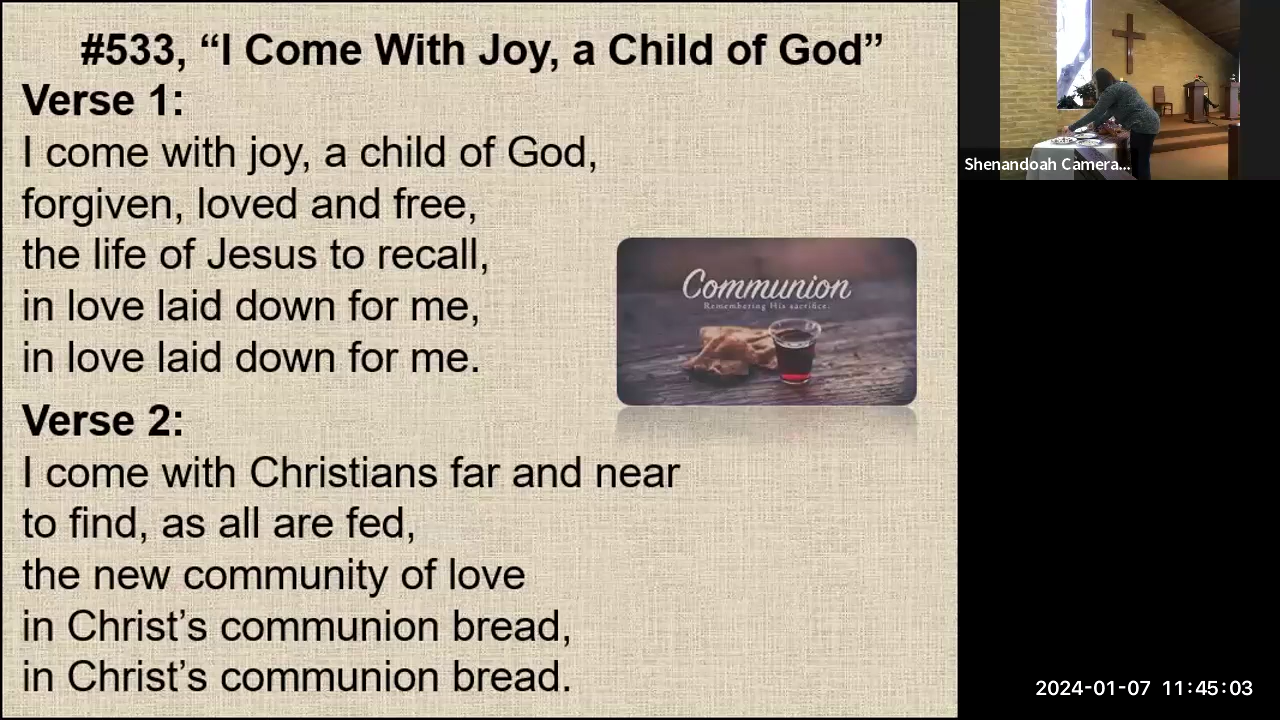 #533, “I Come With Joy, a Child of God”
Verse 1:
I come with joy, a child of God,
forgiven, loved and free,
the life of Jesus to recall,
in love laid down for me,
in love laid down for me.
Communion
Remembering His sacrifice.
Verse 2:
I come with Christians far and near
to find, as all are fed,
the new community of love
in Christ’s communion bread,
in Christ’s communion bread.
Shenandoah Camera...
2024-01-07 11:45:03